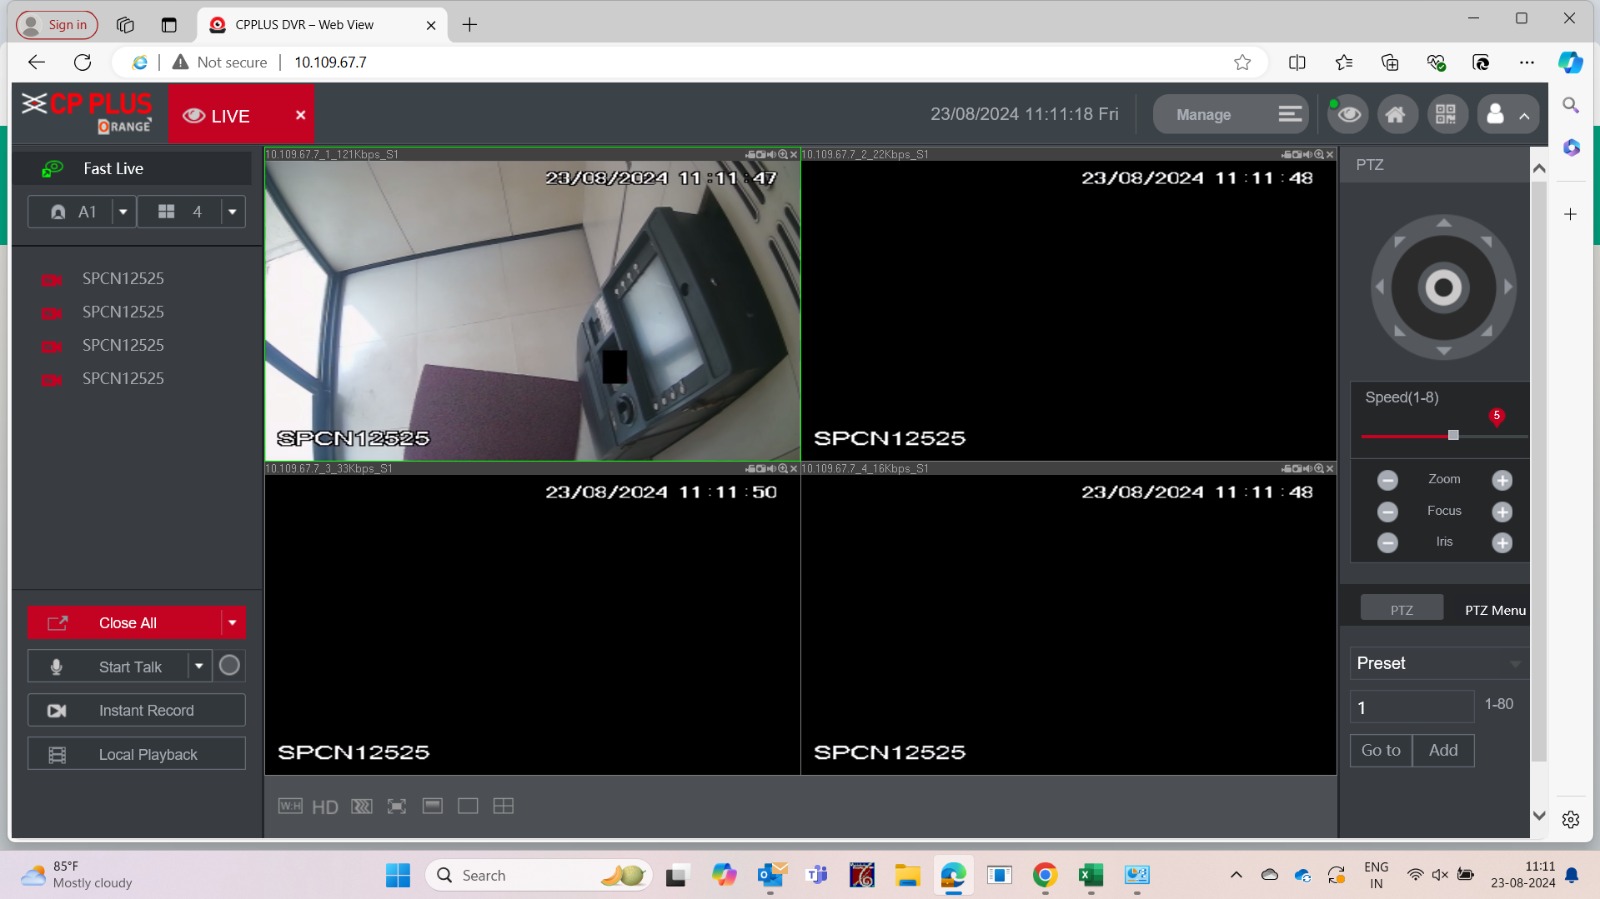 Sign in
CPPLUS DVR – Web View
Not secure
10.109.67.7
CP PLUS
ORANGE
LIVE
23/08/2024 11:11:18 Fri
Manage
Fast Live
A1
4
SPCN12525
SPCN12525
SPCN12525
SPCN12525
Close All
Start Talk
Instant Record
Local Playback
10.109.67.7_1_121Kbps_S1
23/08/2024 11:11:47
SPCN12525
10.109.67.7_2_22Kbps_S1
23/08/2024 11:11:48
SPCN12525
10.109.67.7_3_33Kbps_S1
23/08/2024 11:11:50
SPCN12525
10.109.67.7_4_16Kbps_S1
23/08/2024 11:11:48
SPCN12525
W:H HD
PTZ
Speed(1-8)
5
Zoom
Focus
Iris
PTZ PTZ Menu
Preset
1 1-80
Go to Add
85°F
Mostly cloudy
Search
ENG
IN
11:11
23-08-2024